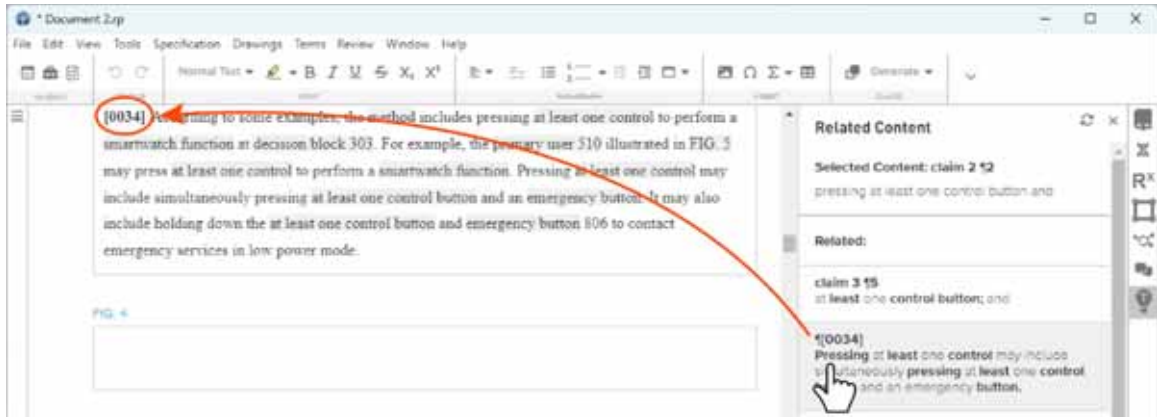 * Document 2.rp
File Edit View Tools Specification Drawings Terms Review Window Help
Normal Text B I U S X₁ X² Ω Σ Generate
[0034] According to some examples, the method includes pressing at least one control to perform a
smartwatch function at decision block 303. For example, the primary user 510 illustrated in FIG. 5
may press at least one control to perform a smartwatch function. Pressing at least one control may
include simultaneously pressing at least one control button and an emergency button. It may also
include holding down the at least one control button and emergency button 806 to contact
emergency services in low power mode.
FIG. 4
Related Content
Selected Content: claim 2 ¶2
pressing at least one control button and
Related:
claim 3 ¶5
at least one control button; and
¶[0034]
Pressing at least one control may include
simultaneously pressing at least one control
and an emergency button.